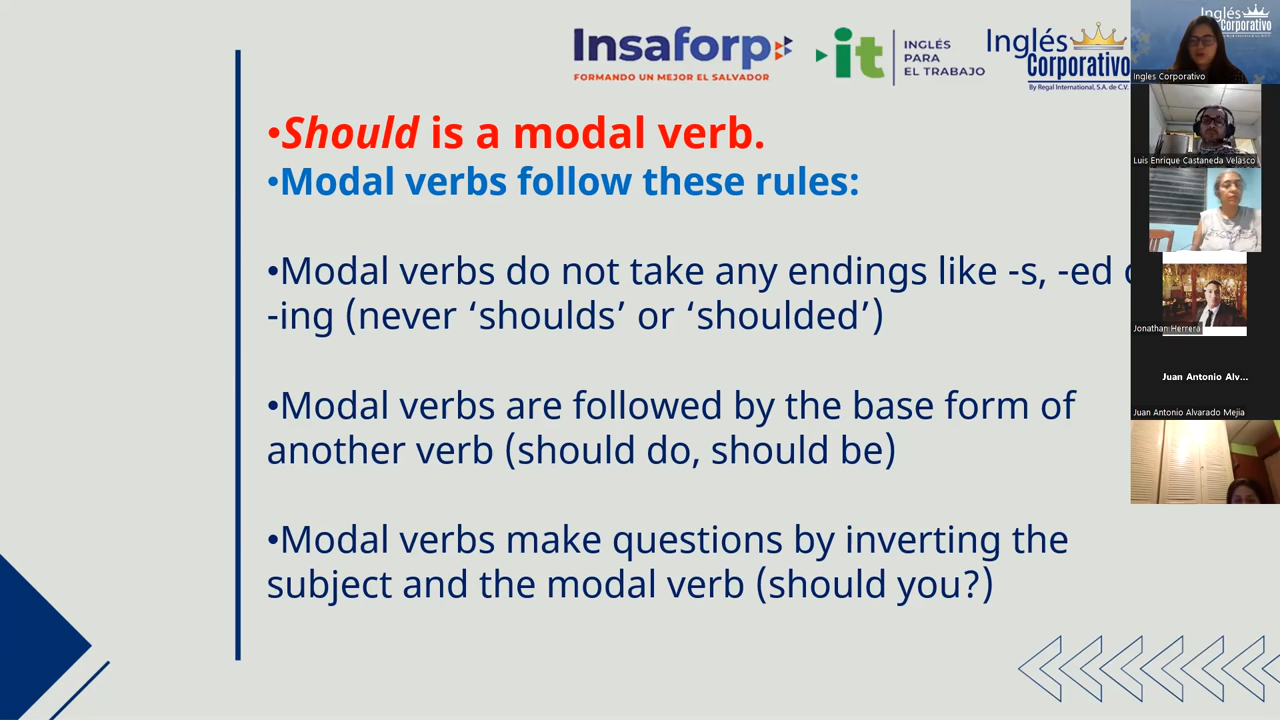 Insaforp
FORMANDO UN MEJOR EL SALVADOR
it
INGLÉS
PARA
EL TRABAJO
Inglés
Corporativo
By Regal International, S.A. de C.V.
•Should is a modal verb.
•Modal verbs follow these rules:
•Modal verbs do not take any endings like -s, -ed
-ing (never ‘shoulds’ or ‘shoulded’)
•Modal verbs are followed by the base form of
another verb (should do, should be)
•Modal verbs make questions by inverting the
subject and the modal verb (should you?)
Inglés
Corporativo
Ingles Corporativo
Luis Enrique Castaneda Velasco
Jonathan Herrera
Juan Antonio Alv...
Juan Antonio Alvarado Mejia